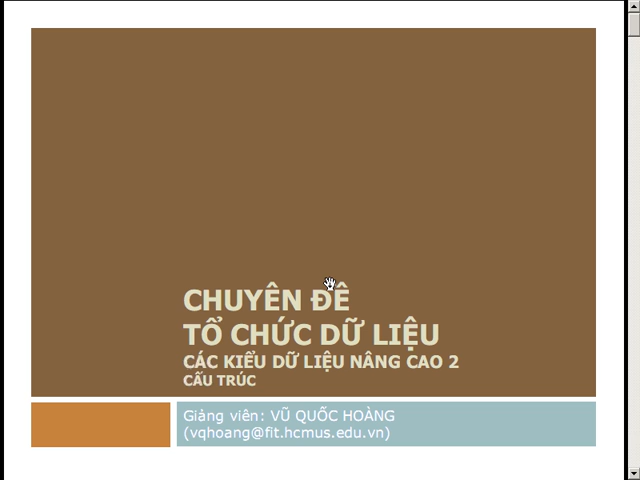 CHUYÊN ĐÊ
TỔ CHỨC DỮ LIỆU
CÁC KIỂU DỮ LIỆU NÂNG CAO 2
CẤU TRÚC
Giảng viên: VŨ QUỐC HOÀNG
(vqhoang@fit.hcmus.edu.vn)